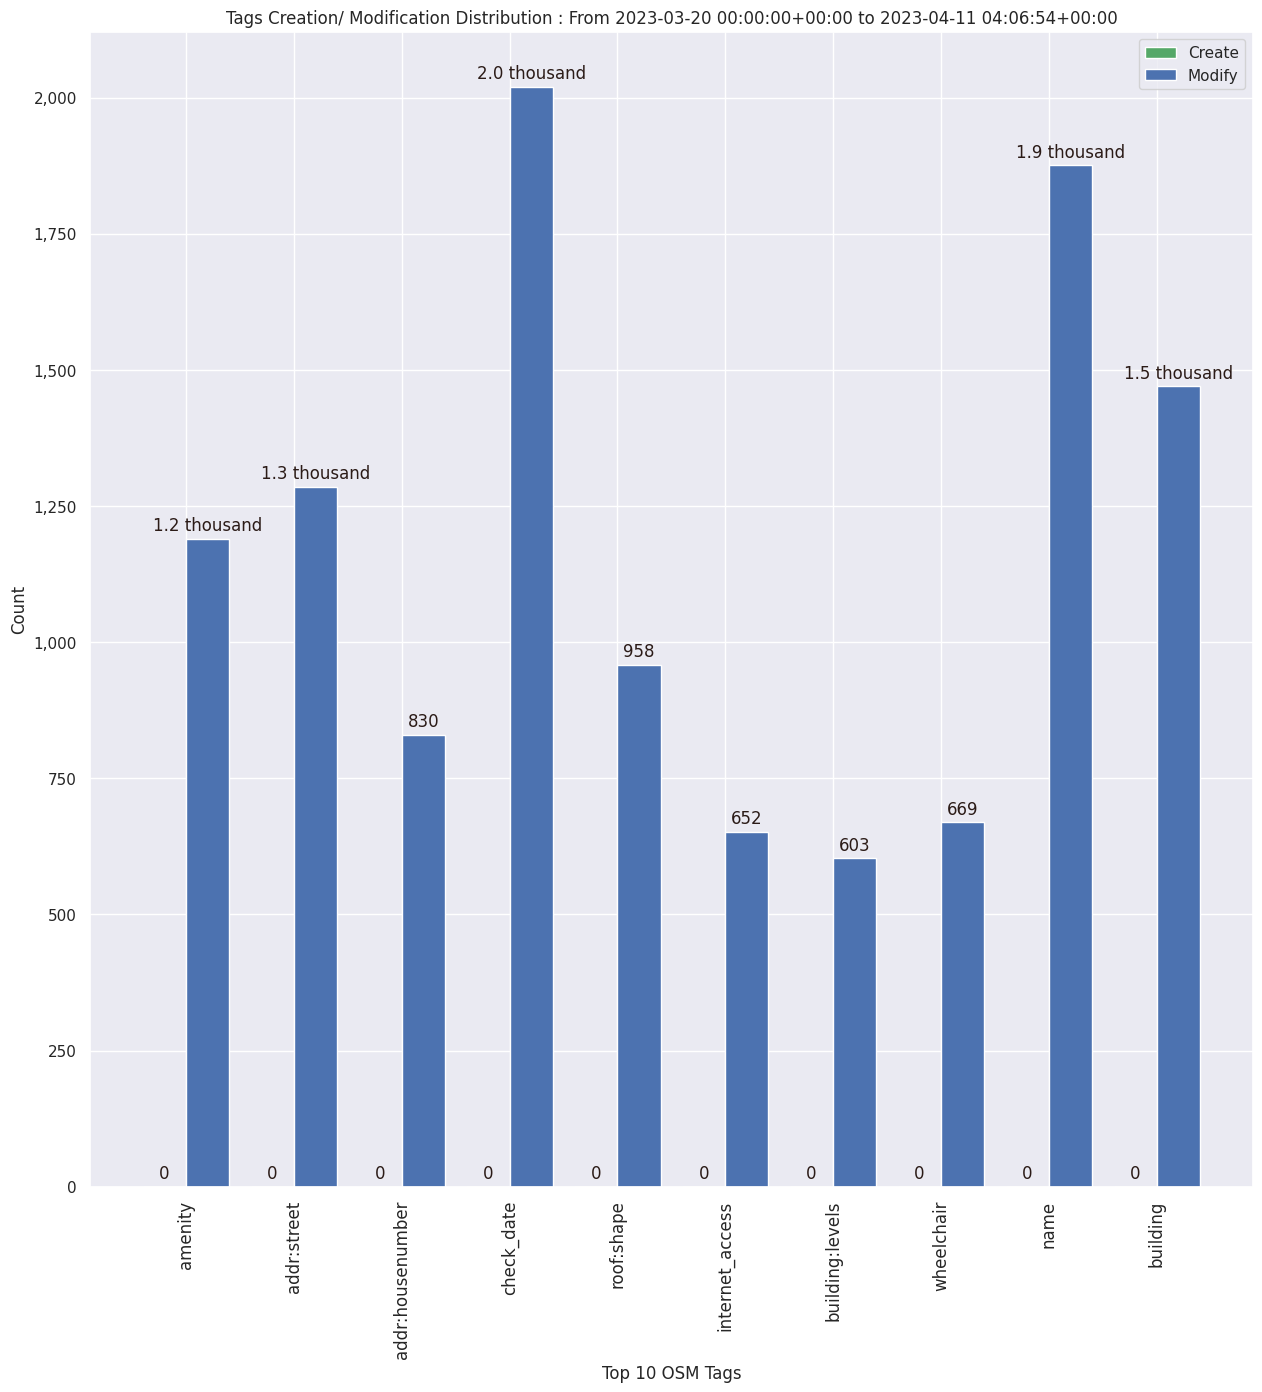 Tags Creation/ Modification Distribution : From 2023-03-20 00:00:00+00:00 to 2023-04-11 04:06:54+00:00
Create
Modify
2.0 thousand
1.9 thousand
1.5 thousand
1.3 thousand
1.2 thousand
958
830
669
652
603
0 0 0 0 0 0 0 0 0 0
2,000
1,750
1,500
1,250
1,000
750
500
250
0
Count
amenity
addr:street
addr:housenumber
check_date
roof:shape
internet_access
building:levels
wheelchair
name
building
Top 10 OSM Tags